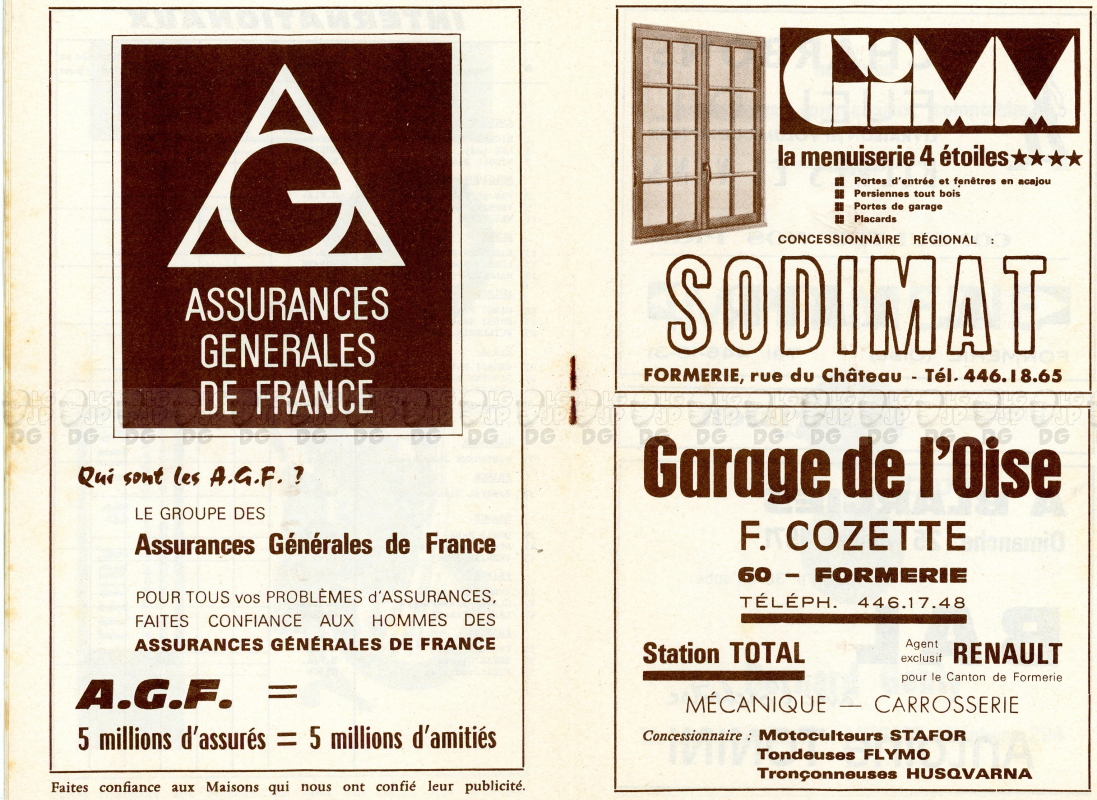 ASSURANCES
GENERALES
DE FRANCE
Qui sont les A.G.F. ?
LE GROUPE DES
Assurances Générales de France
POUR TOUS vos PROBLÈMES d'ASSURANCES,
FAITES CONFIANCE AUX HOMMES DES
ASSURANCES GÉNÉRALES DE FRANCE
A.G.F. =
5 millions d'assurés = 5 millions d'amitiés
Faites confiance aux Maisons qui nous ont confié leur publicité.
GIMM
la menuiserie 4 étoiles★★★★
Portes d'entrée et fenêtres en acajou
Persiennes tout bois
Portes de garage
Placards
CONCESSIONNAIRE RÉGIONAL :
SODIMAT
FORMERIE, rue du Château - Tél. 446.18.65
Garage de l'Oise
F. COZETTE
60 - FORMERIE
TÉLÉPH. 446.17.48
Station TOTAL
Agent
exclusif RENAULT
pour le Canton de Formerie
MÉCANIQUE — CARROSSERIE
Concessionnaire : Motoculteurs STAFOR
Tondeuses FLYMO
Tronçonneuses HUSQVARNA